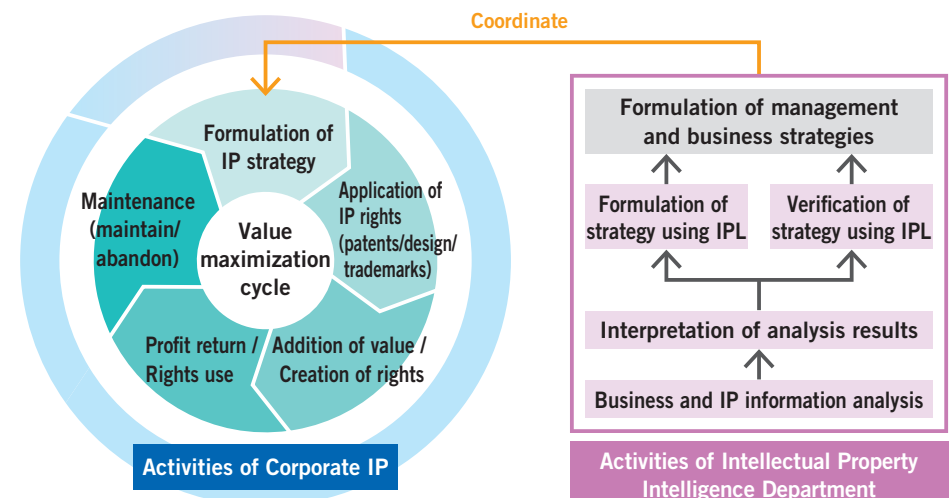 Coordinate
Formulation of
IP strategy
Application of
IP rights
(patents/design/
trademarks)
Addition of value /
Creation of rights
Profit return /
Rights use
Maintenance
(maintain/
abandon)
Value
maximization
cycle
Activities of Corporate IP
Formulation of management
and business strategies
Formulation of
strategy using IPL
Verification of
strategy using IPL
Interpretation of analysis results
Business and IP information analysis
Activities of Intellectual Property
Intelligence Department